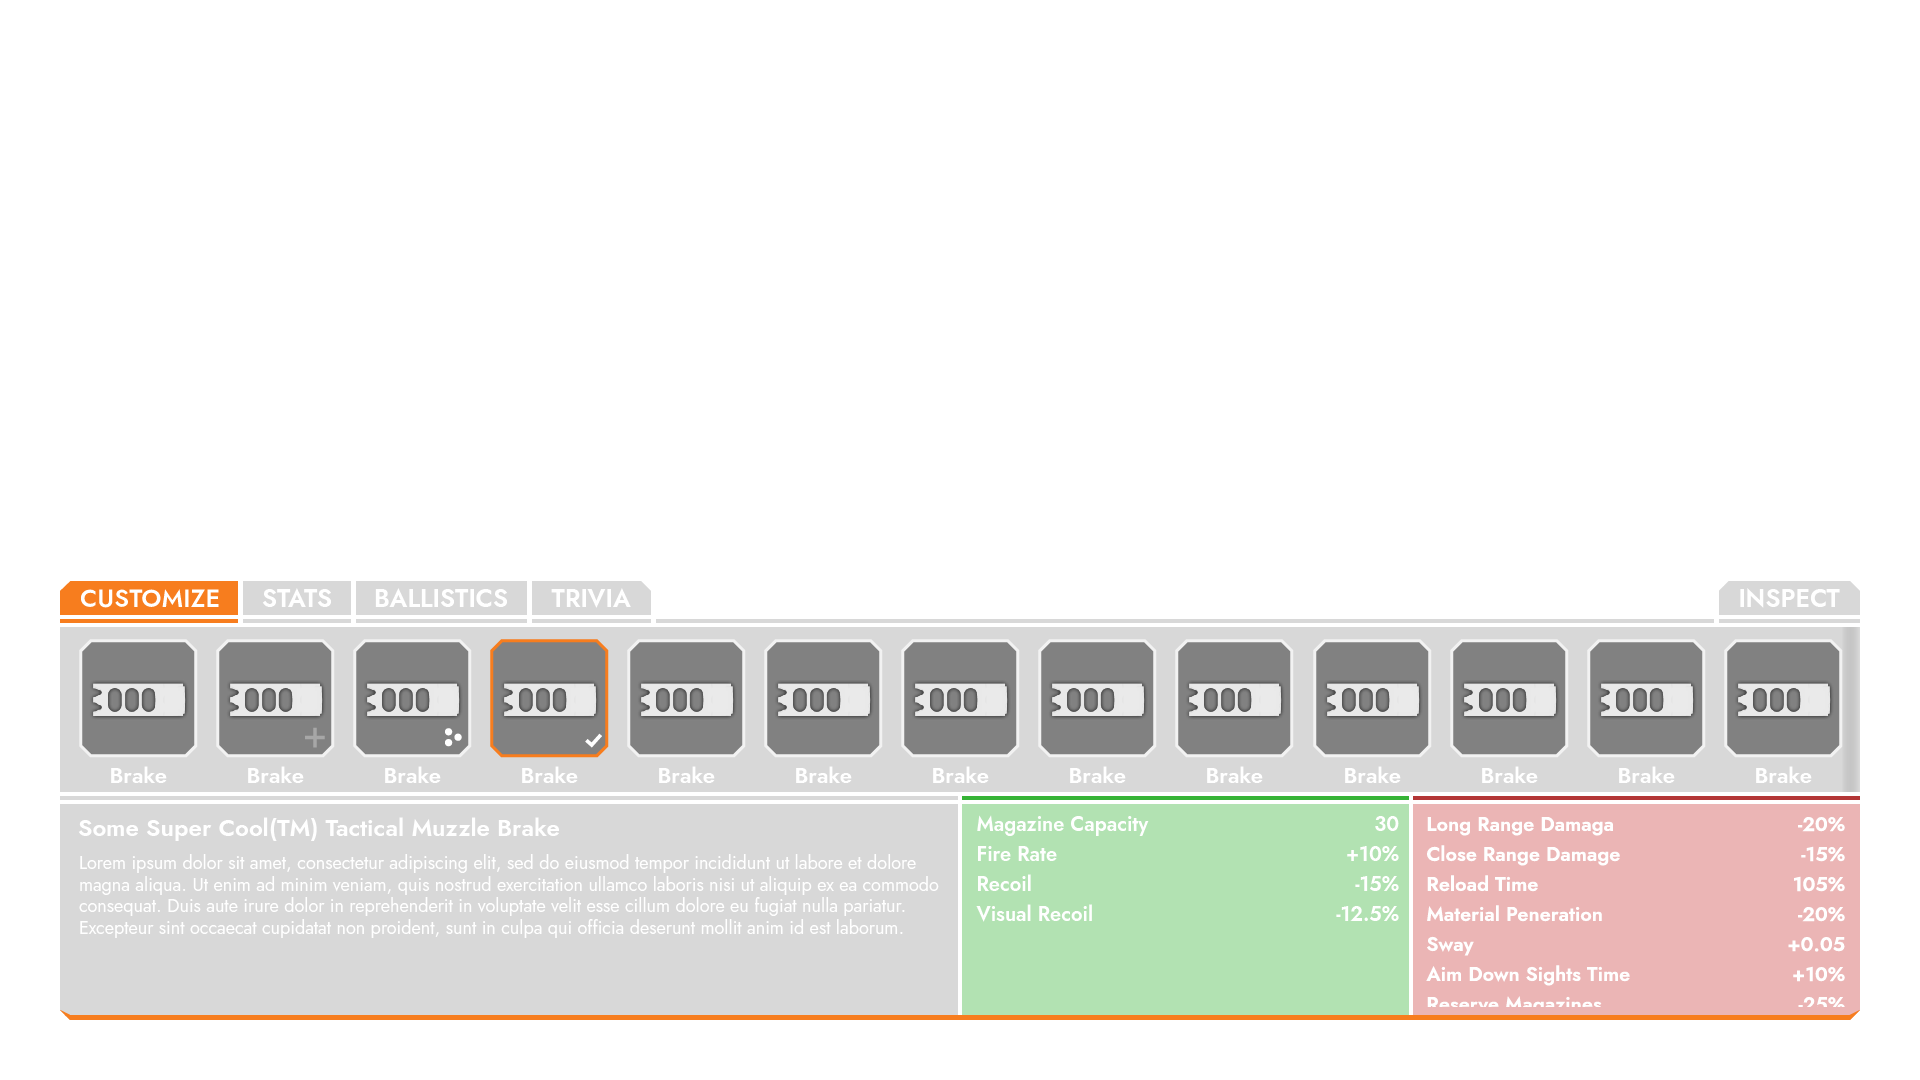 CUSTOMIZE STATS BALLISTICS TRIVIA INSPECT
Brake Brake Brake Brake Brake Brake Brake Brake Brake Brake Brake Brake Brake
Some Super Cool(TM) Tactical Muzzle Brake
Lorem ipsum dolor sit amet, consectetur adipiscing elit, sed do eiusmod tempor incididunt ut labore et dolore
magna aliqua. Ut enim ad minim veniam, quis nostrud exercitation ullamco laboris nisi ut aliquip ex ea commodo
consequat. Duis aute irure dolor in reprehenderit in voluptate velit esse cillum dolore eu fugiat nulla pariatur.
Excepteur sint occaecat cupidatat non proident, sunt in culpa qui officia deserunt mollit anim id est laborum.
Magazine Capacity 30
Fire Rate +10%
Recoil -15%
Visual Recoil -12.5%
Long Range Damaga -20%
Close Range Damage -15%
Reload Time 105%
Material Peneration -20%
Sway +0.05
Aim Down Sights Time +10%
Reserve Magazines -25%